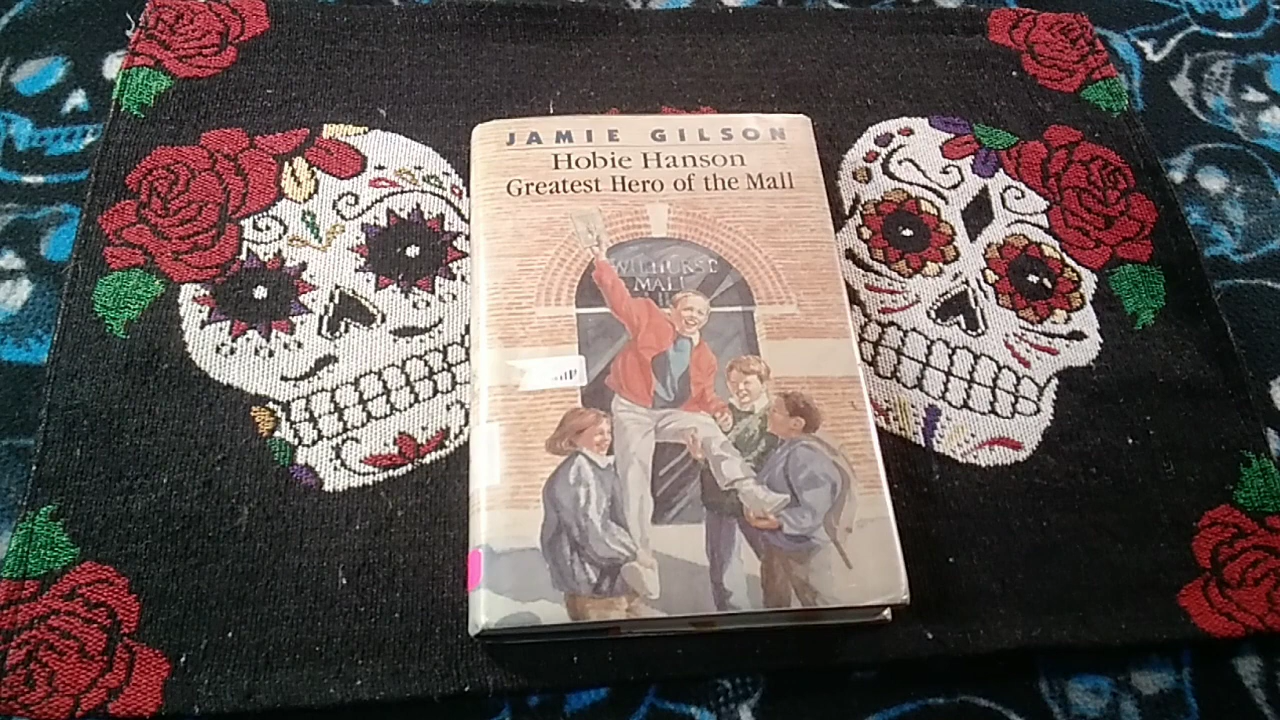 JAMIE GILSON
Hobie Hanson
Greatest Hero of the Mall
WILHURST
MALL